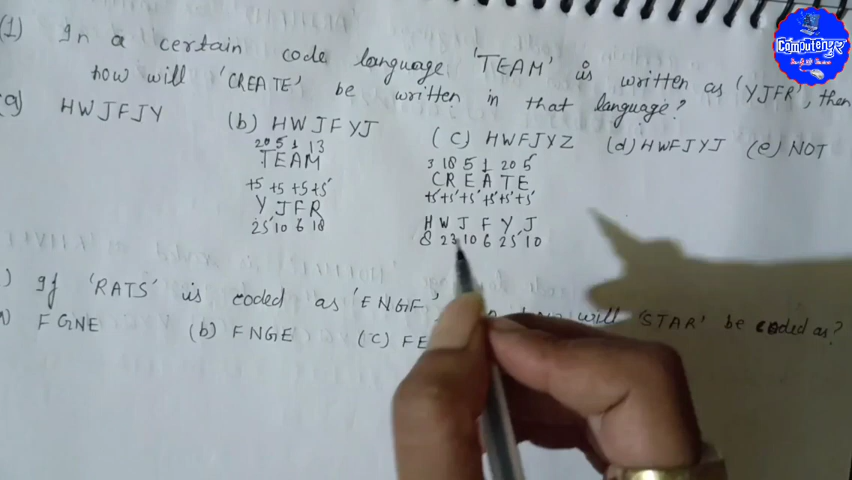 (1) In a certain code language 'TEAM' is written as 'YJFR', then
how will 'CREATE' be written in that language?
(a) HWJFJY (b) HWJFYJ (c) HWFJYZ (d) HWFJYJ (e) NOT
20 5 1 13
TEAM
+5 +5 +5 +5
YJFR
25 10 6 18
3 18 5 1 20 5
CREATE
+5 +5 +5 +5 +5 +5
HWJFYJ
8 23 10 6 25 10
) If 'RATS' is coded as 'ENGF' will 'STAR' be coded as?
FGNE (b) FNGE (c) FE
Computengr